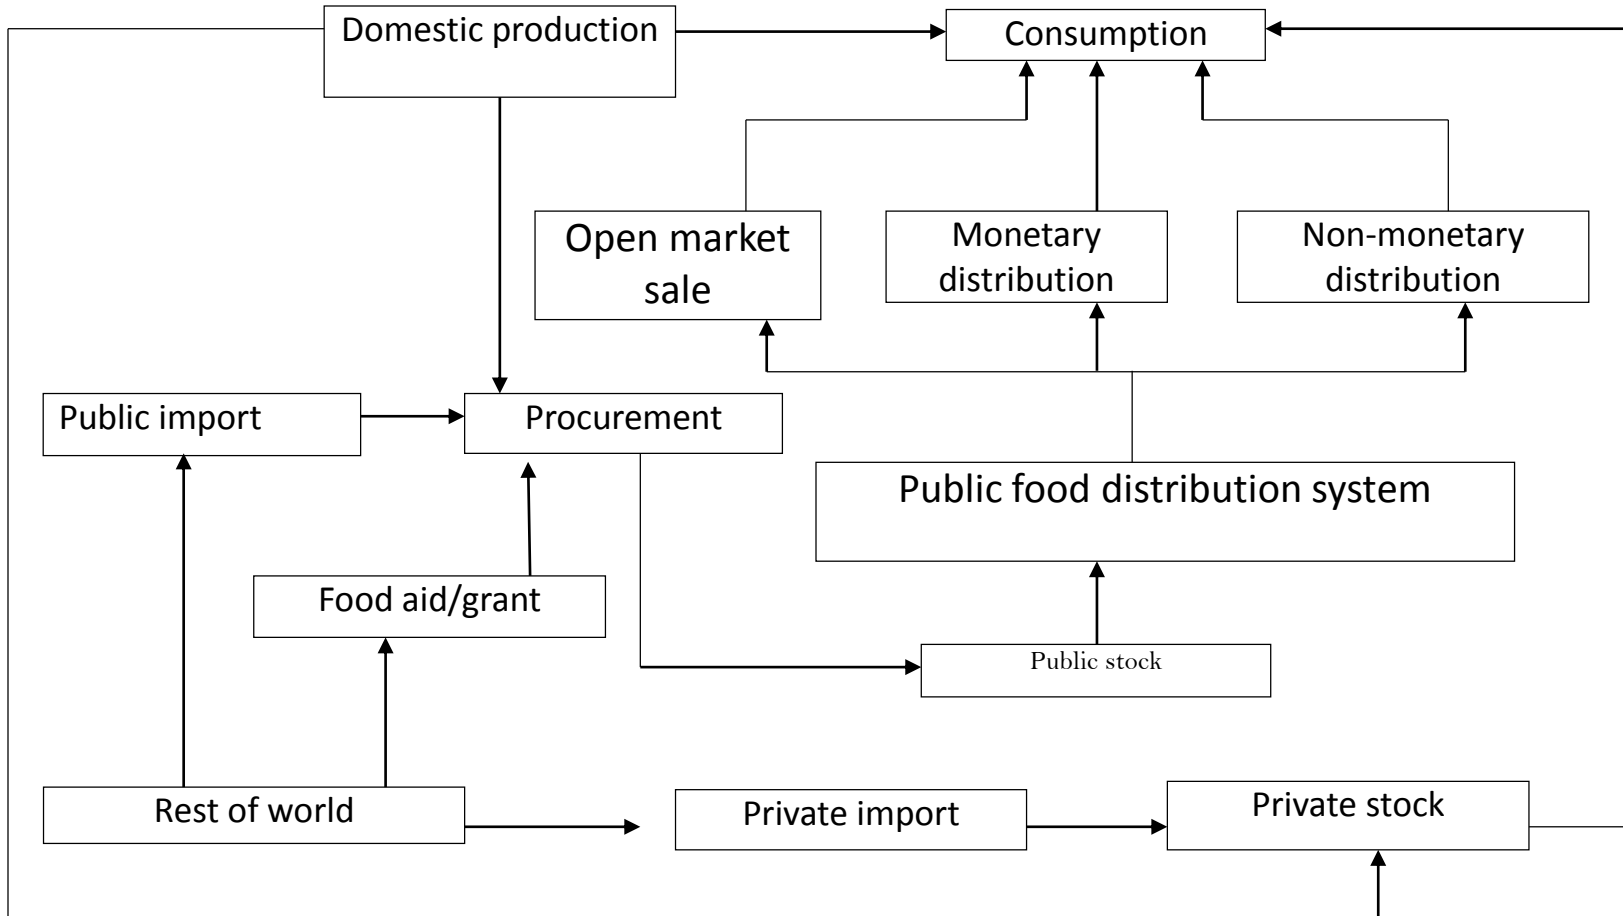 Domestic production
Consumption
Open market
sale
Monetary
distribution
Non-monetary
distribution
Public import
Procurement
Public food distribution system
Food aid/grant
Public stock
Rest of world
Private import
Private stock